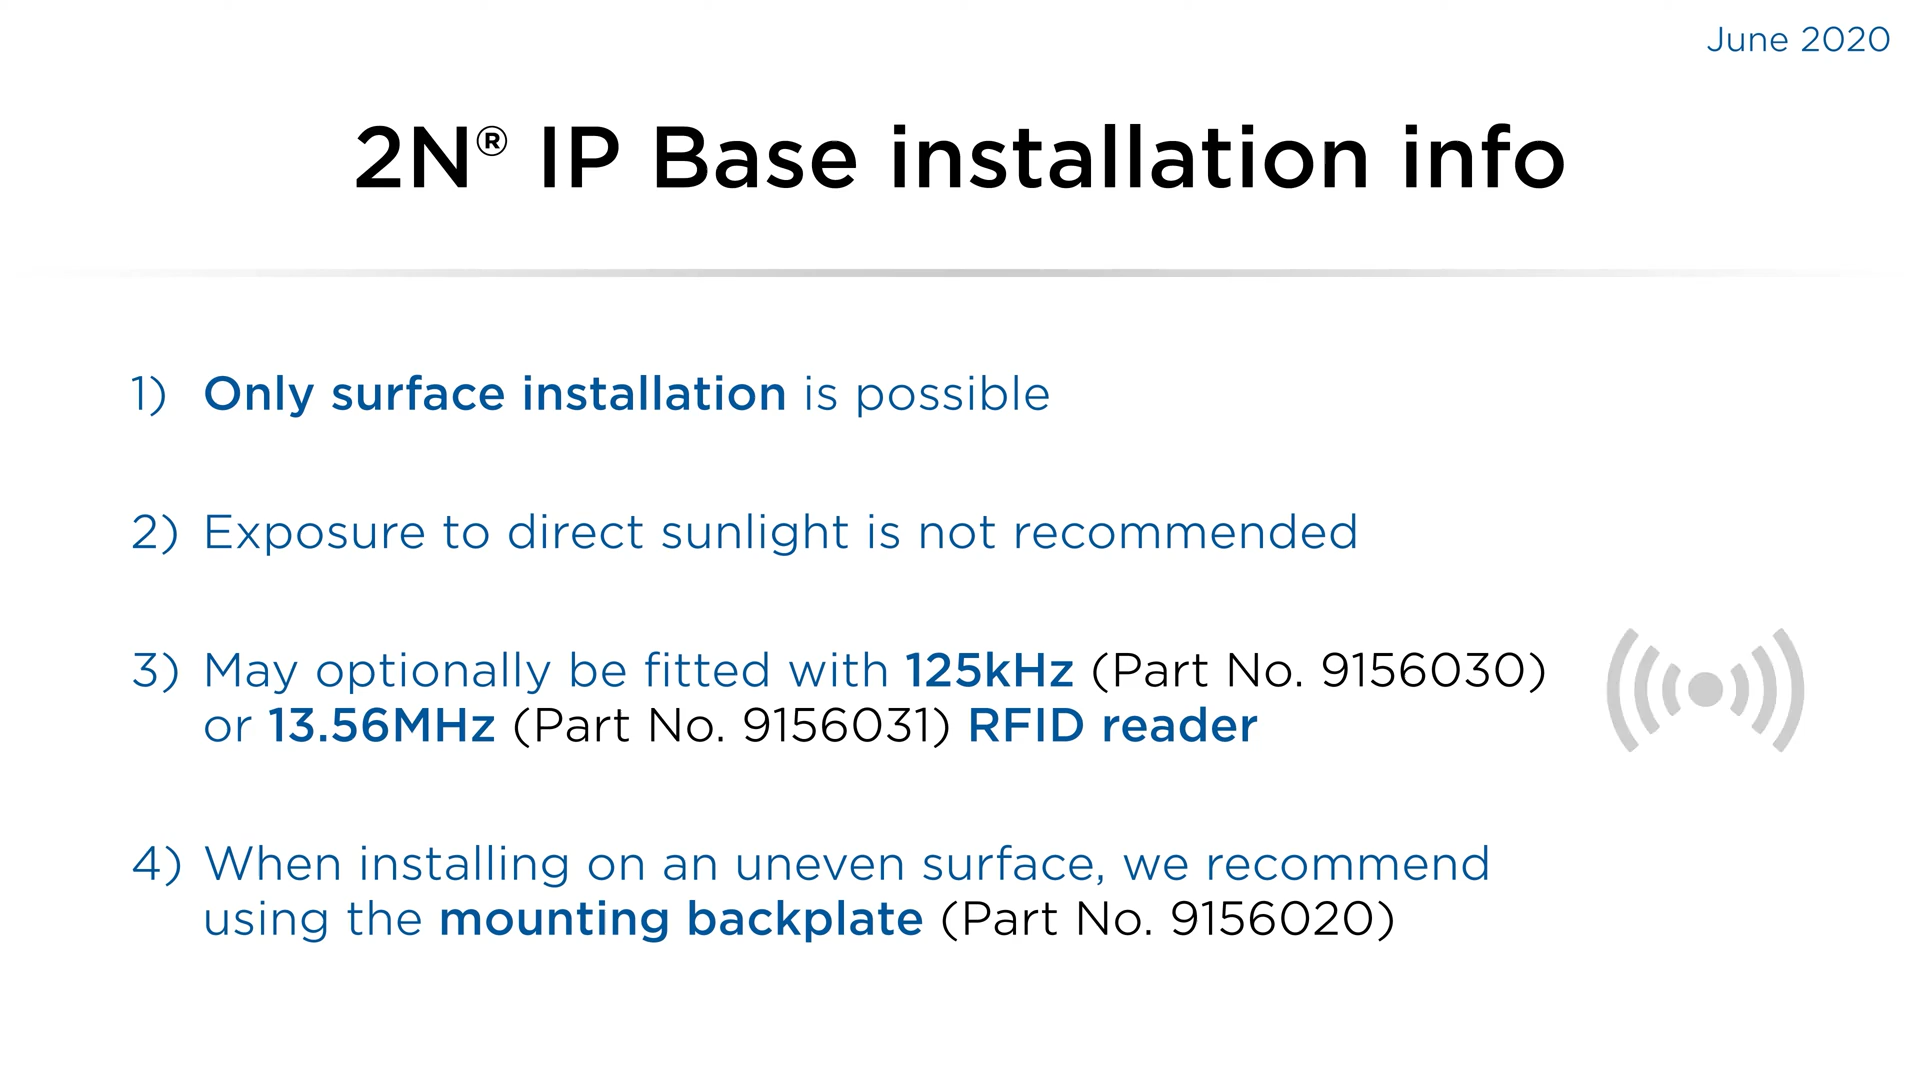 June 2020
2N® IP Base installation info
1) Only surface installation is possible
2) Exposure to direct sunlight is not recommended
3) May optionally be fitted with 125kHz (Part No. 9156030)
or 13.56MHz (Part No. 9156031) RFID reader
4) When installing on an uneven surface, we recommend
using the mounting backplate (Part No. 9156020)